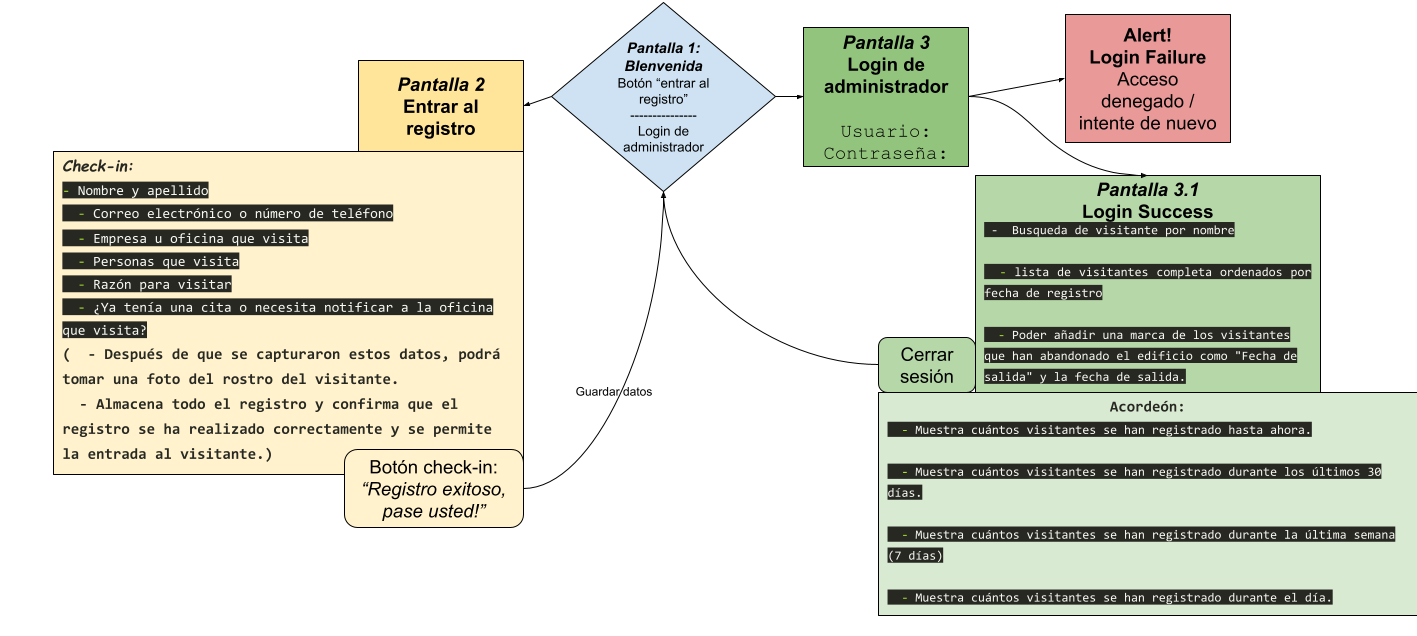 Pantalla 1:
BIenvenida
Botón “entrar al
registro”
---------------
Login de
administrador
Pantalla 2
Entrar al
registro
Check-in:
- Nombre y apellido
- Correo electrónico o número de teléfono
- Empresa u oficina que visita
- Personas que visita
- Razón para visitar
- ¿Ya tenía una cita o necesita notificar a la oficina
que visita?
( - Después de que se capturaron estos datos, podrá
tomar una foto del rostro del visitante.
- Almacena todo el registro y confirma que el
registro se ha realizado correctamente y se permite
la entrada al visitante.)
Botón check-in:
“Registro exitoso,
pase usted!”
Guardar datos
Pantalla 3
Login de
administrador
Usuario:
Contraseña:
Alert!
Login Failure
Acceso
denegado /
intente de nuevo
Pantalla 3.1
Login Success
- Busqueda de visitante por nombre
- lista de visitantes completa ordenados por
fecha de registro
- Poder añadir una marca de los visitantes
que han abandonado el edificio como "Fecha de
salida" y la fecha de salida.
Cerrar
sesión
Acordeón:
- Muestra cuántos visitantes se han registrado hasta ahora.
- Muestra cuántos visitantes se han registrado durante los últimos 30
días.
- Muestra cuántos visitantes se han registrado durante la última semana
(7 días)
- Muestra cuántos visitantes se han registrado durante el día.